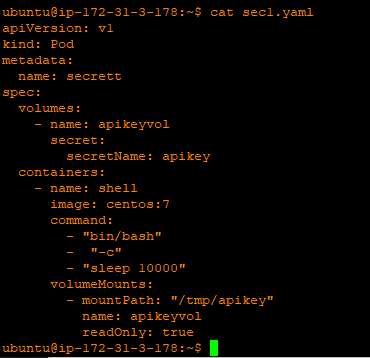 ubuntu@ip-172-31-3-178:~$ cat sec1.yaml
apiVersion: v1
kind: Pod
metadata:
  name: secrett
spec:
  volumes:
    - name: apikeyvol
      secret:
        secretName: apikey
  containers:
    - name: shell
      image: centos:7
      command:
        - "bin/bash"
        -  "-c"
        - "sleep 10000"
      volumeMounts:
        - mountPath: "/tmp/apikey"
          name: apikeyvol
          readOnly: true
ubuntu@ip-172-31-3-178:~$